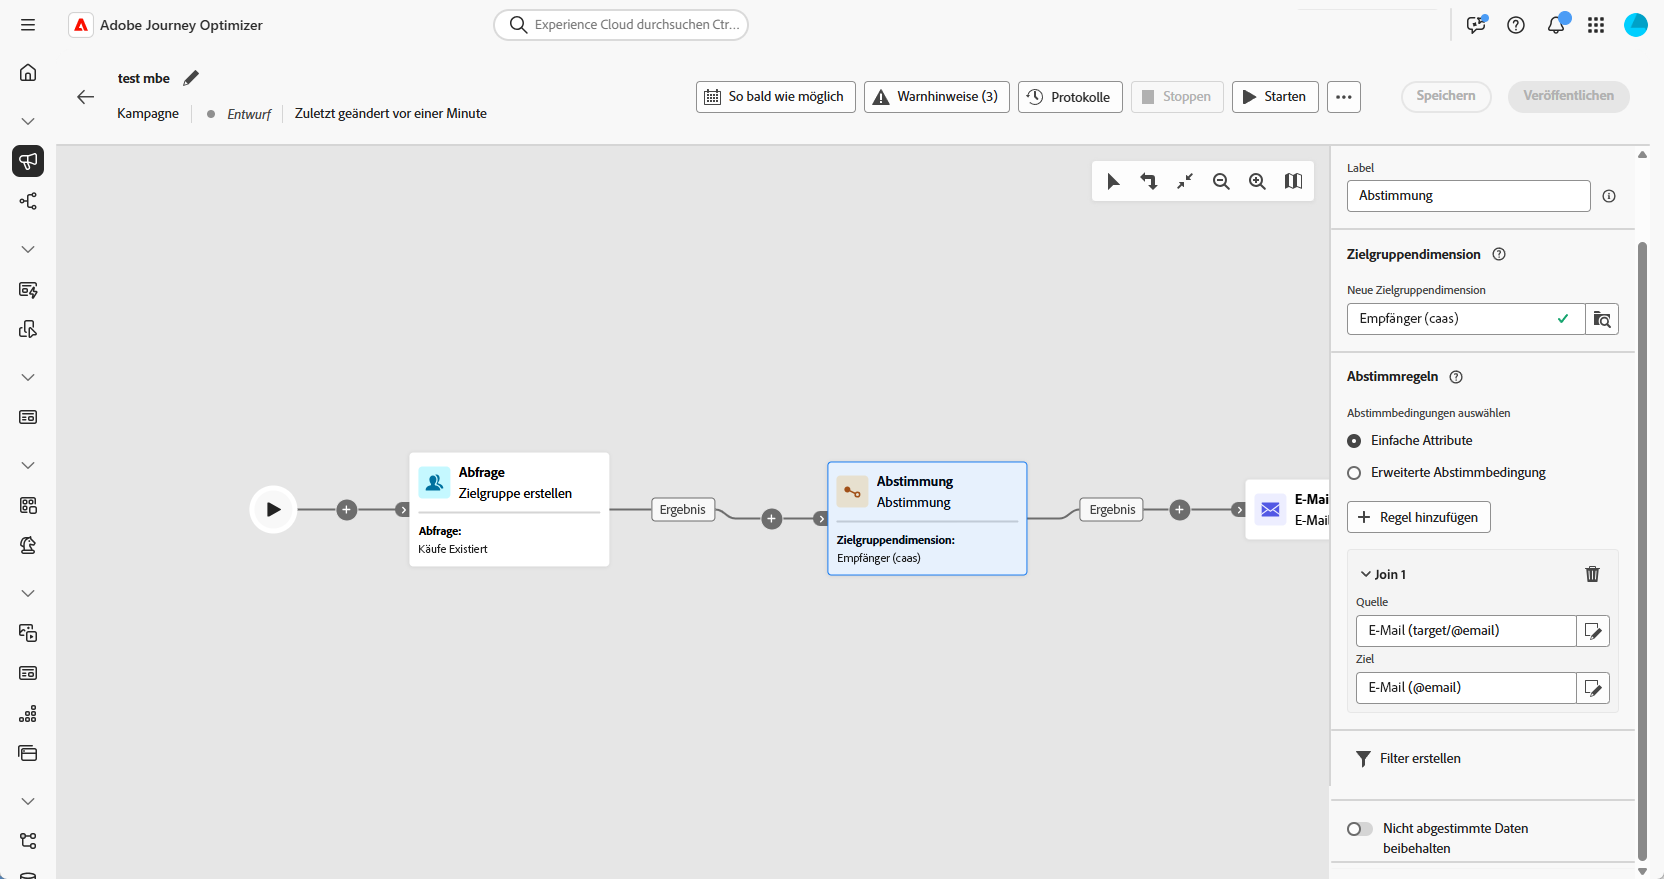 Adobe Journey Optimizer
Experience Cloud durchsuchen Ctr...
test mbe
Kampagne
Entwurf
Zuletzt geändert vor einer Minute
So bald wie möglich
Warnhinweise (3)
Protokolle
Stoppen
Starten
Speichern
Veröffentlichen
Abfrage
Zielgruppe erstellen
Abfrage:
Käufe Existiert
Ergebnis
Abstimmung
Abstimmung
Zielgruppendimension:
Empfänger (caas)
Ergebnis
E-Mai
E-Mail
Label
Abstimmung
Zielgruppendimension
Neue Zielgruppendimension
Empfänger (caas)
Abstimmregeln
Abstimmbedingungen auswählen
Einfache Attribute
Erweiterte Abstimmbedingung
Regel hinzufügen
Join 1
Quelle
E-Mail (target/@email)
Ziel
E-Mail (@email)
Filter erstellen
Nicht abgestimmte Daten
beibehalten